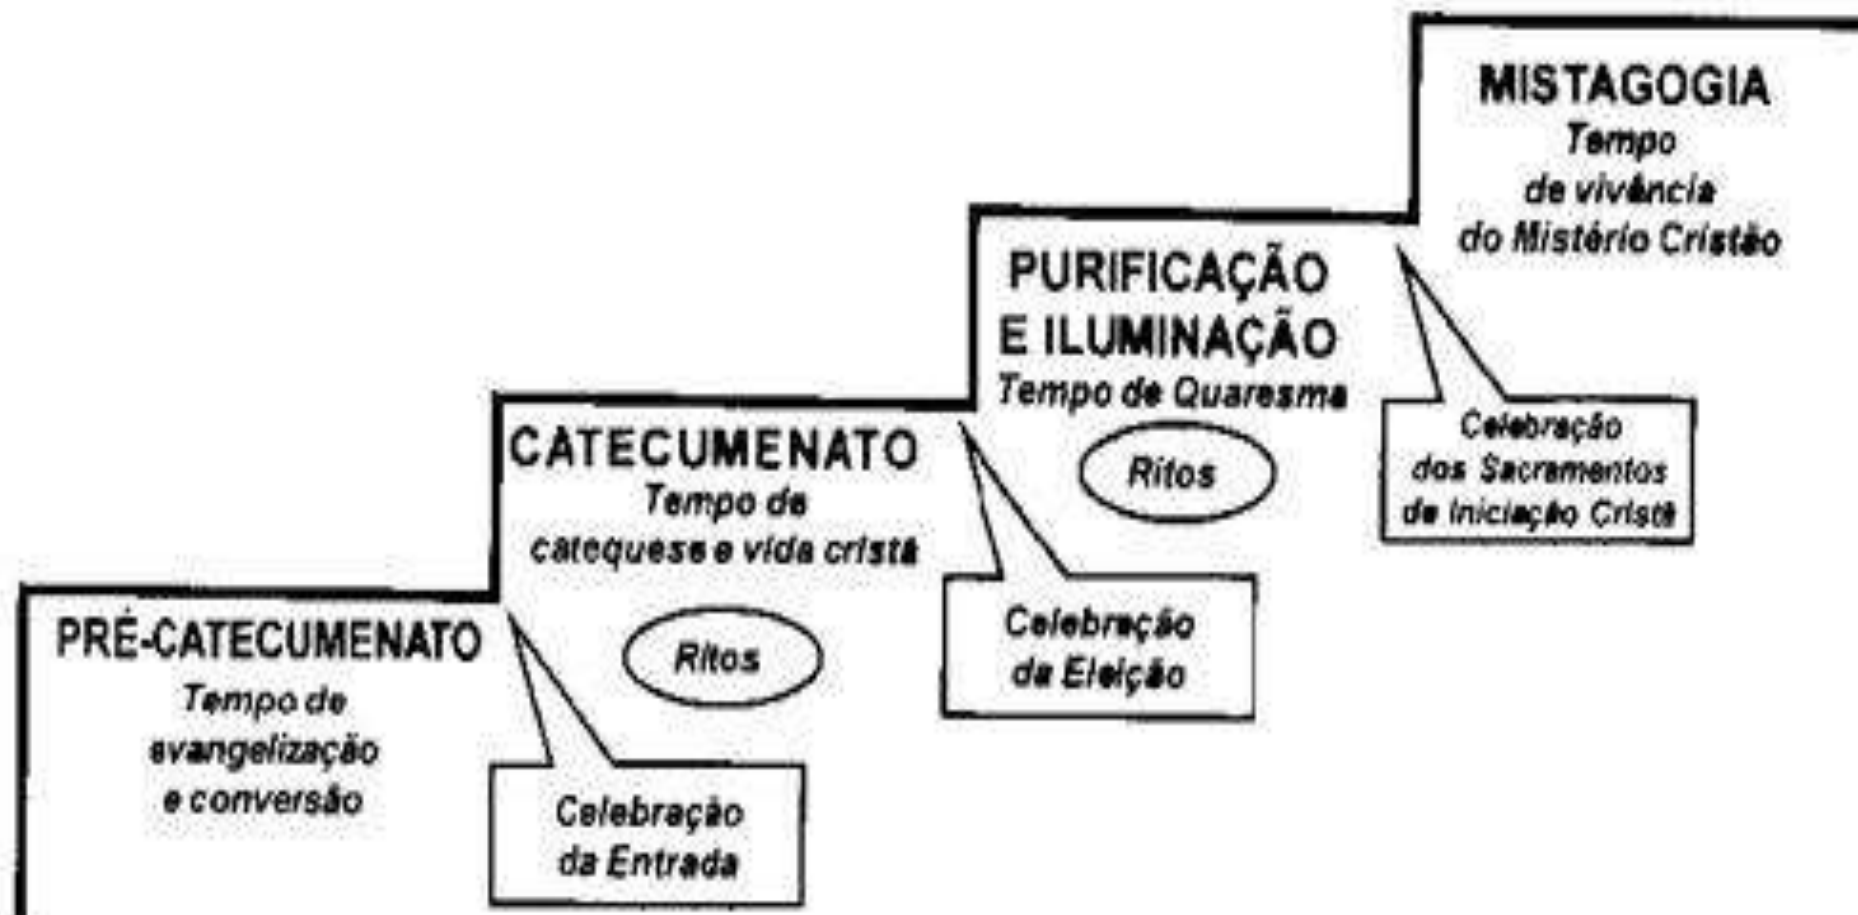 PRÉ-CATECUMENATO
Tempo de
evangelização
e conversão
Celebração
da Entrada
CATECUMENATO
Tempo de
catequese e vida cristã
Ritos
Celebração
da Eleição
PURIFICAÇÃO
E ILUMINAÇÃO
Tempo de Quaresma
Ritos
Celebração
dos Sacramentos
de Iniciação Cristã
MISTAGOGIA
Tempo
de vivência
do Mistério Cristão